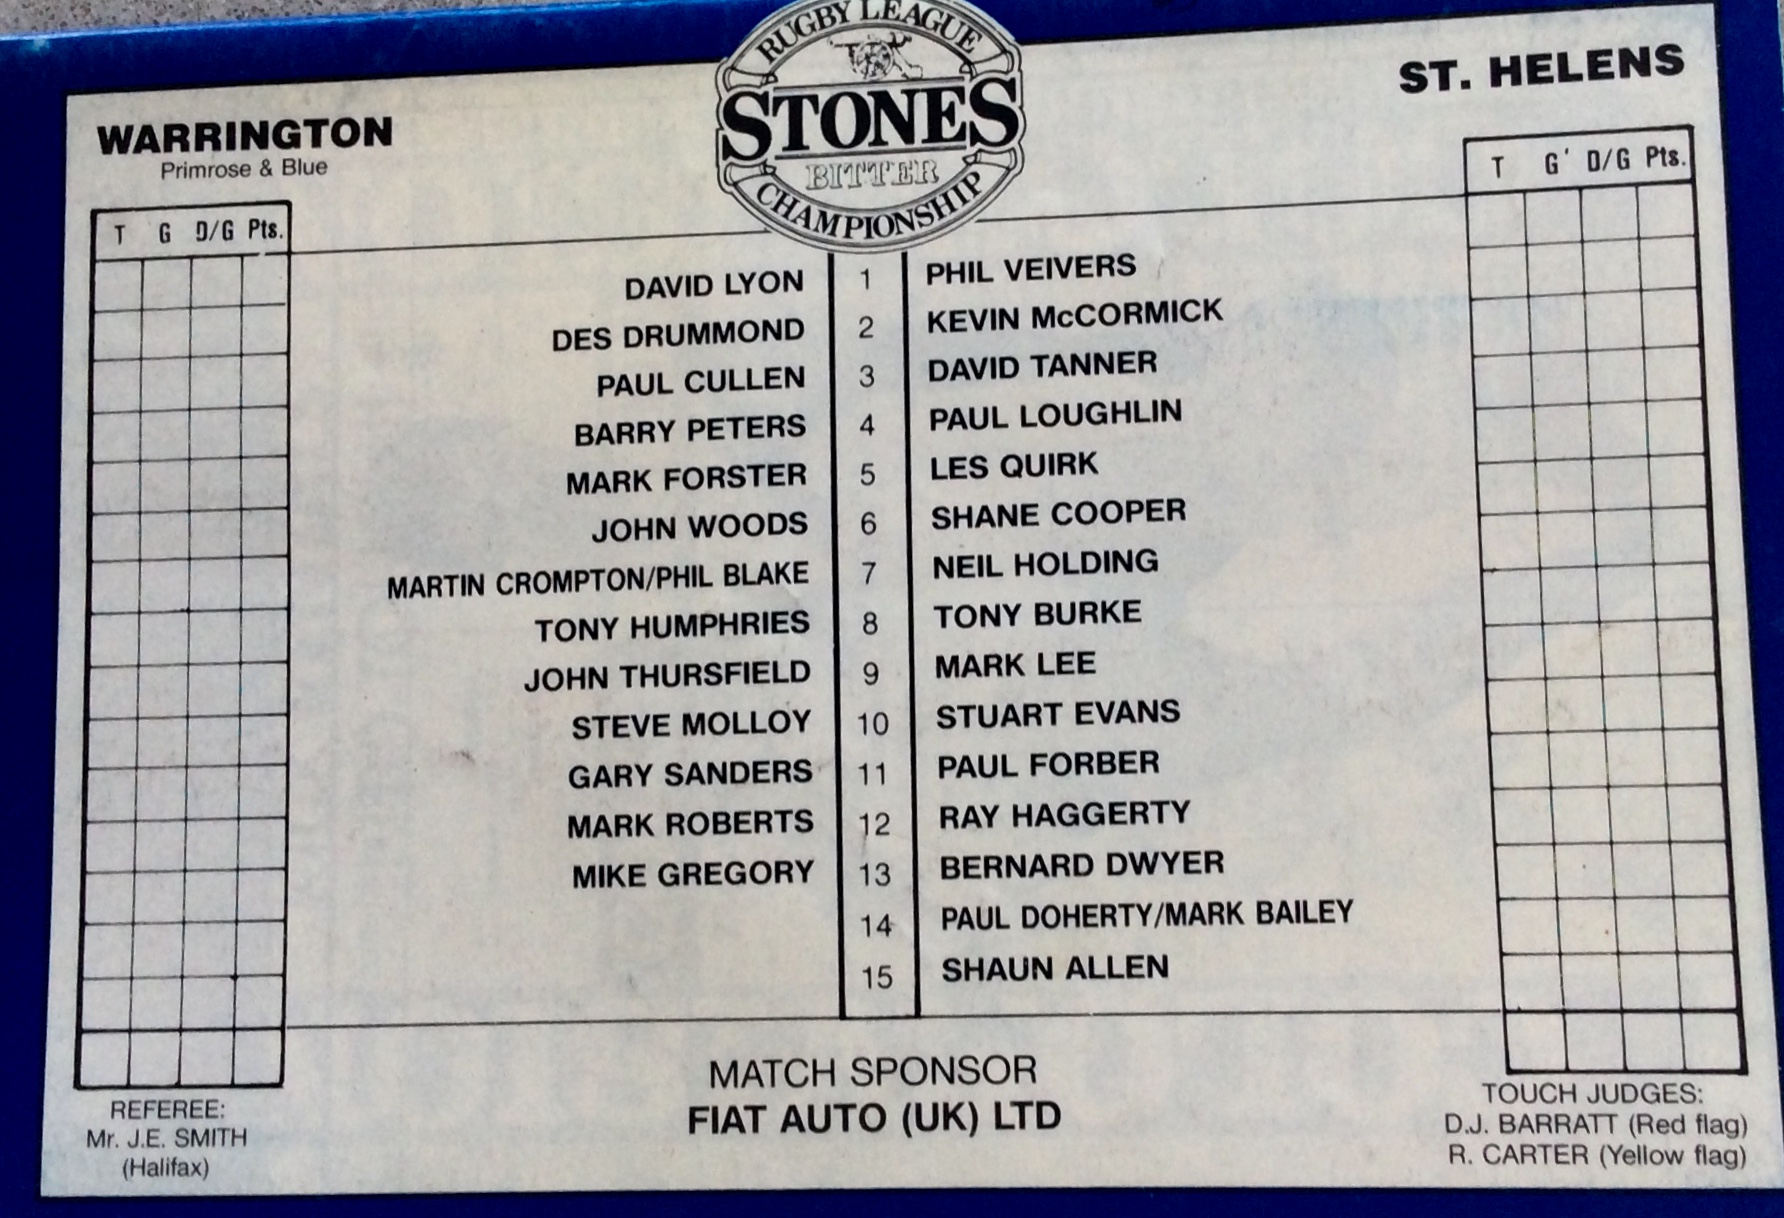 RUGBY LEAGUE
STONES
BITTER
CHAMPIONSHIP
WARRINGTON
Primrose & Blue
ST. HELENS
T G D/G Pts.
T G' D/G Pts.
DAVID LYON 1 PHIL VEIVERS
DES DRUMMOND 2 KEVIN McCORMICK
PAUL CULLEN 3 DAVID TANNER
BARRY PETERS 4 PAUL LOUGHLIN
MARK FORSTER 5 LES QUIRK
JOHN WOODS 6 SHANE COOPER
MARTIN CROMPTON/PHIL BLAKE 7 NEIL HOLDING
TONY HUMPHRIES 8 TONY BURKE
JOHN THURSFIELD 9 MARK LEE
STEVE MOLLOY 10 STUART EVANS
GARY SANDERS 11 PAUL FORBER
MARK ROBERTS 12 RAY HAGGERTY
MIKE GREGORY 13 BERNARD DWYER
14 PAUL DOHERTY/MARK BAILEY
15 SHAUN ALLEN
MATCH SPONSOR
FIAT AUTO (UK) LTD
REFEREE:
Mr. J.E. SMITH
(Halifax)
TOUCH JUDGES:
D.J. BARRATT (Red flag)
R. CARTER (Yellow flag)